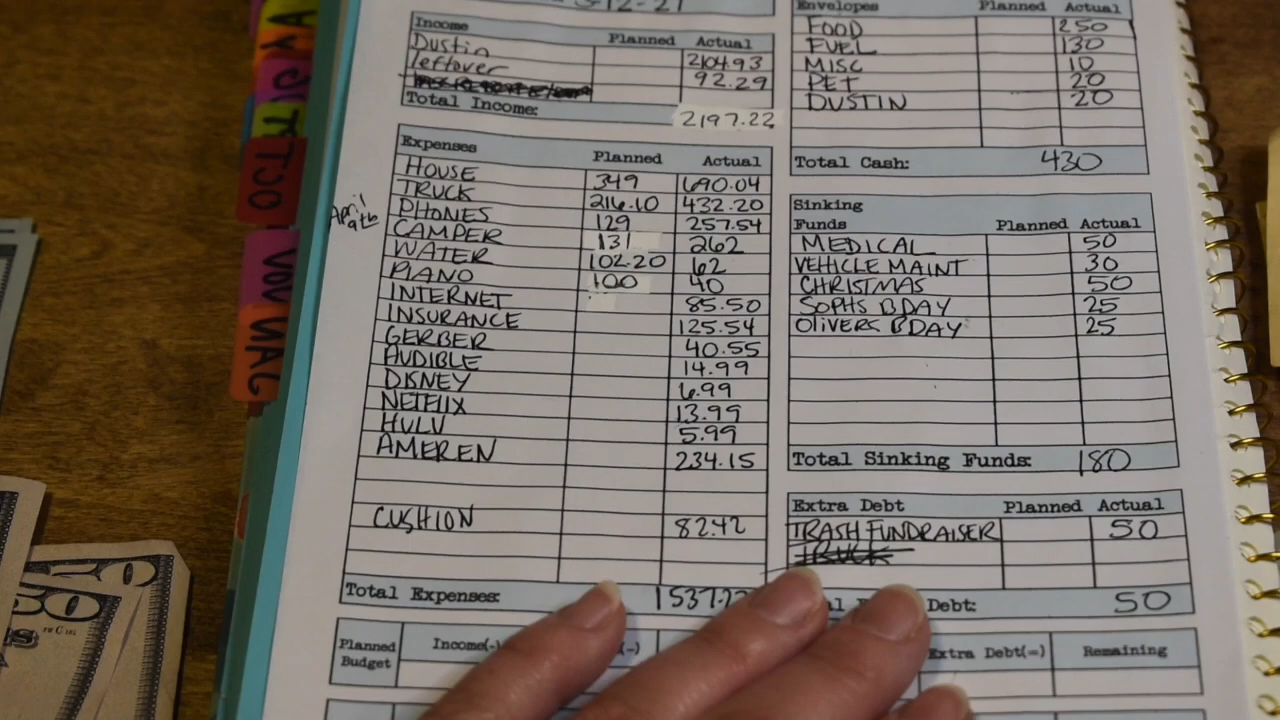 Income Planned Actual
Dustin 2104.93
leftover 92.29
Total Income: 2197.22
Expenses Planned Actual
HOUSE 349 690.04
TRUCK 216.10 432.20
PHONES 129 257.54
CAMPER 131 262
WATER 102.20 62
PIANO 100 40
INTERNET 85.50
INSURANCE 125.54
GERBER 40.55
AUDIBLE 14.99
DISNEY 6.99
NETFLIX 13.99
HULU 5.99
AMEREN 234.15
CUSHION 82.42
Total Expenses:
April
Envelopes Planned Actual
FOOD 250
FUEL 130
MISC 10
PET 20
DUSTIN 20
Total Cash: 430
Sinking
Funds Planned Actual
MEDICAL 50
VEHICLE MAINT 30
CHRISTMAS 50
SOPHS BDAY 25
OLIVERS BDAY 25
Total Sinking Funds: 180
Extra Debt Planned Actual
TRASH FUNDRAISER 50
TRUCK
Debt: 50
Planned
Budget
Income(-)
Extra Debt(=) Remaining
OCT
NOV
50
50